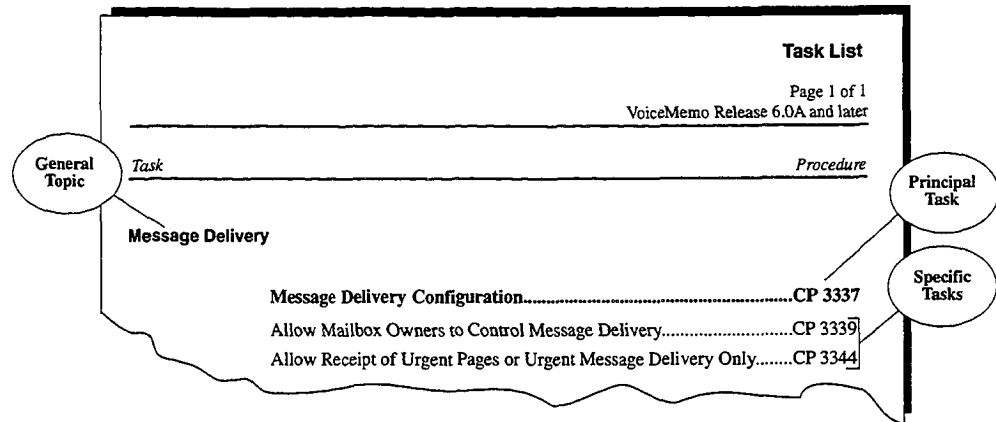 Task List
Page 1 of 1
VoiceMemo Release 6.0A and later
General
Topic
Task Procedure
Principal
Task
Message Delivery
Specific
Tasks
Message Delivery Configuration..............................................................CP 3337
Allow Mailbox Owners to Control Message Delivery..........................CP 3339
Allow Receipt of Urgent Pages or Urgent Message Delivery Only........CP 3344